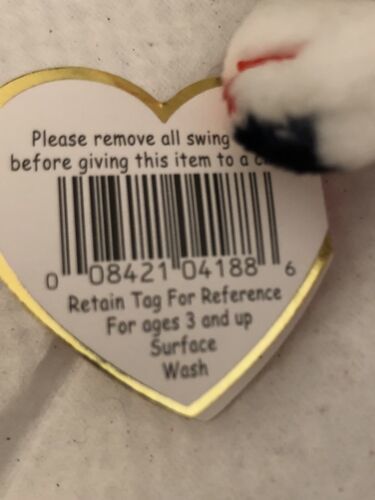 Please remove all swing
before giving this item to a
0 08421 04188 6
Retain Tag For Reference
For ages 3 and up
Surface
Wash